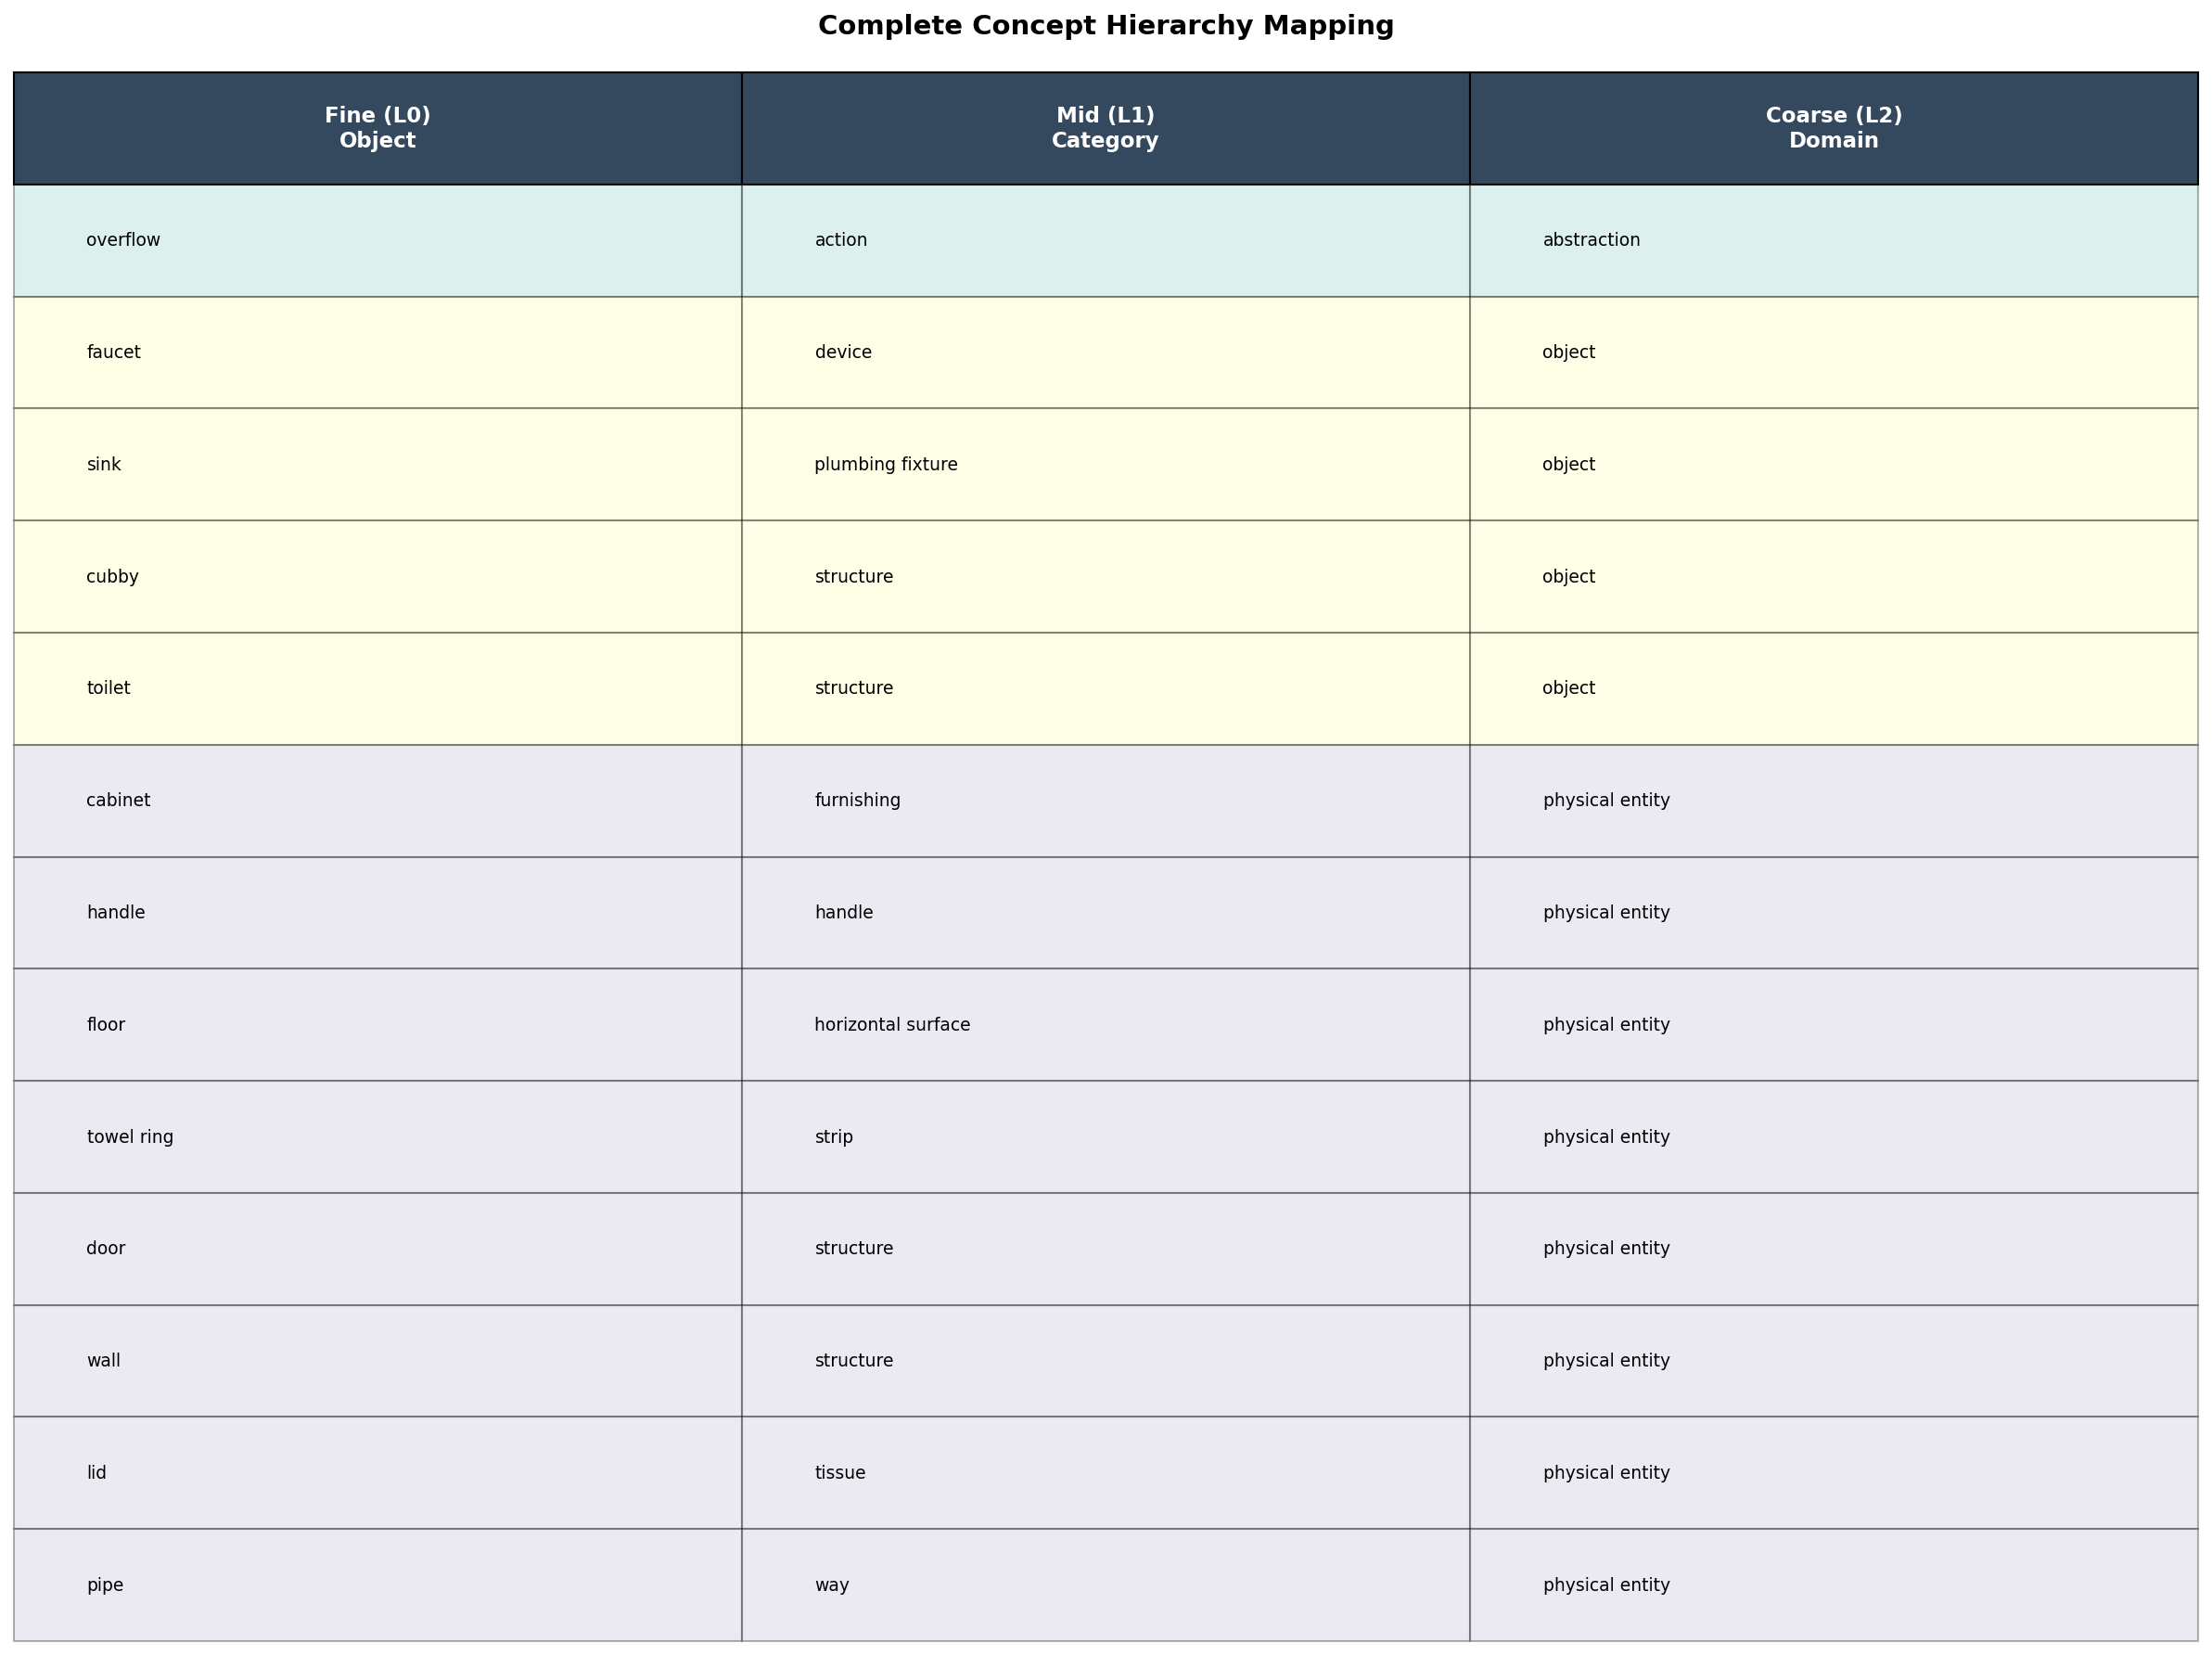 Complete Concept Hierarchy Mapping
Fine (L0) Mid (L1) Coarse (L2)
Object Category Domain
overflow action abstraction
faucet device object
sink plumbing fixture object
cubby structure object
toilet structure object
cabinet furnishing physical entity
handle handle physical entity
floor horizontal surface physical entity
towel ring strip physical entity
door structure physical entity
wall structure physical entity
lid tissue physical entity
pipe way physical entity